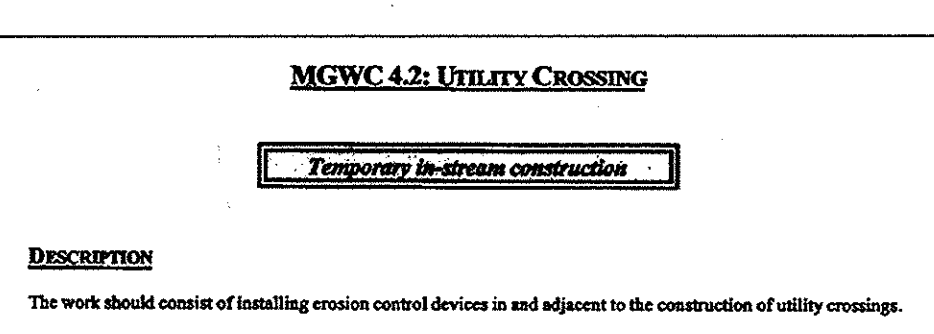 MGWC 4.2: UTILITY CROSSING
Temporary in-stream construction
DESCRIPTION
The work should consist of installing erosion control devices in and adjacent to the construction of utility crossings.